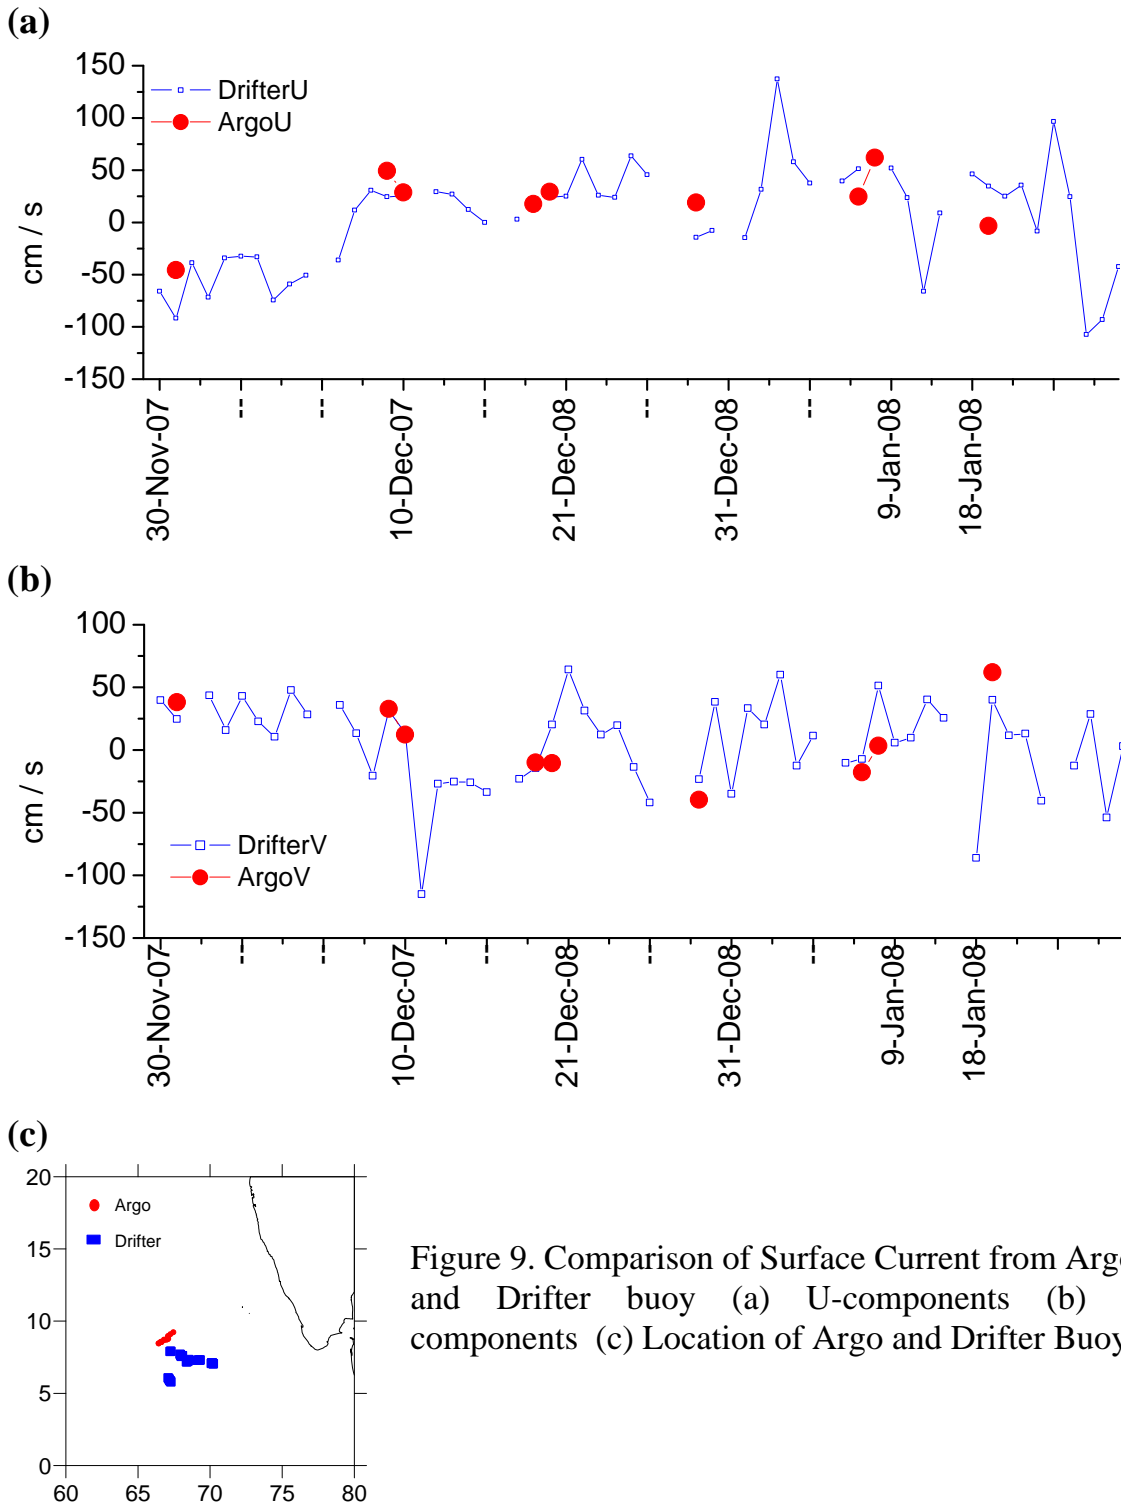 (a)
150
100
50
0
-50
-100
-150
cm / s
DrifterU
ArgoU
30-Nov-07
--
--
10-Dec-07
--
21-Dec-08
--
31-Dec-08
--
9-Jan-08
18-Jan-08
(b)
100
50
0
-50
-100
-150
cm / s
DrifterV
ArgoV
30-Nov-07
--
--
10-Dec-07
--
21-Dec-08
--
31-Dec-08
--
9-Jan-08
18-Jan-08
(c)
20
15
10
5
0
60 65 70 75 80
Argo
Drifter
Figure 9. Comparison of Surface Current from Argo
and Drifter buoy (a) U-components (b)
components (c) Location of Argo and Drifter Buoy